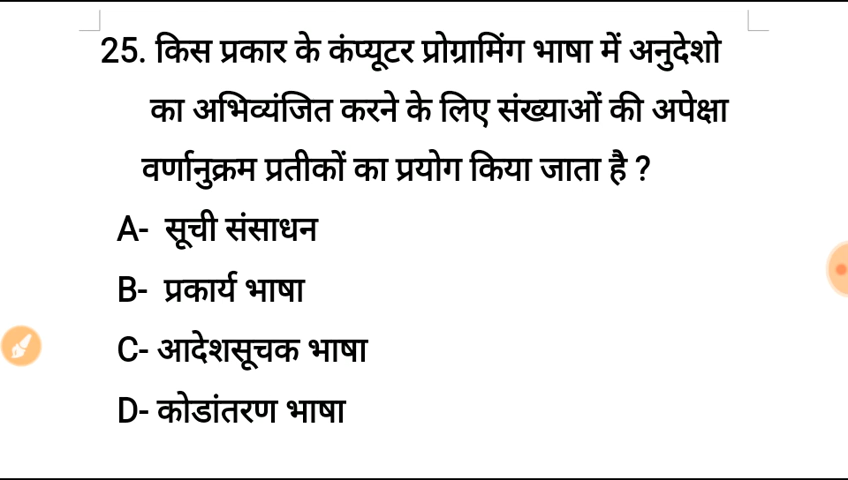 25. किस प्रकार के कंप्यूटर प्रोग्रामिंग भाषा में अनुदेशो
का अभिव्यंजित करने के लिए संख्याओं की अपेक्षा
वर्णानुक्रम प्रतीकों का प्रयोग किया जाता है ?
A- सूची संसाधन
B- प्रकार्य भाषा
C- आदेशसूचक भाषा
D- कोडांतरण भाषा